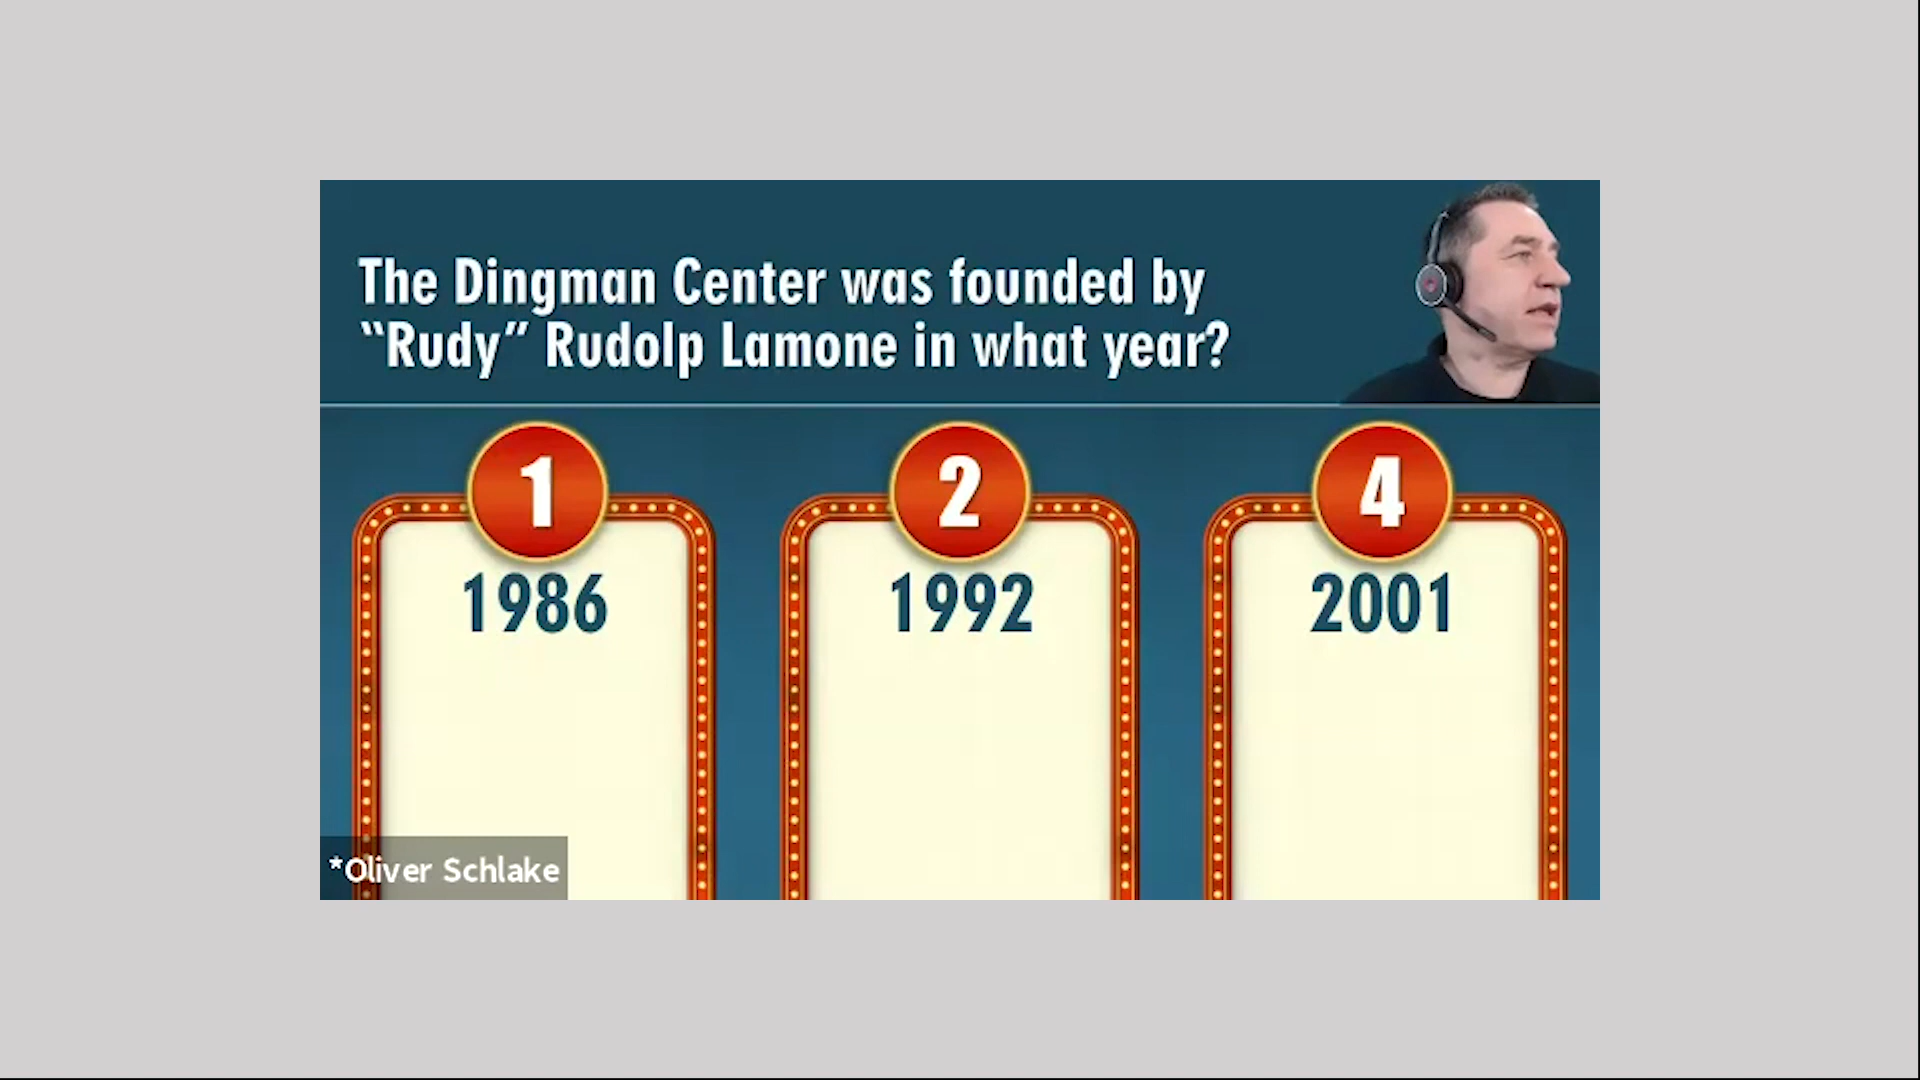 The Dingman Center was founded by
“Rudy” Rudolp Lamone in what year?
1
2
4
1986
1992
2001
*Oliver Schlake